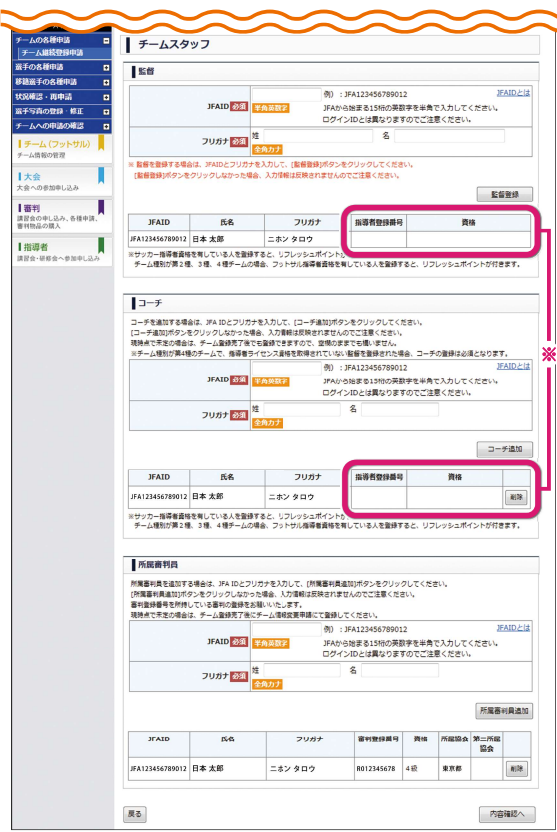 チームの各種申請
チーム継続登録申請
選手の各種申請
移籍選手の各種申請
状況確認・再申請
選手写真の登録・修正
チームへの申請の確認
チーム（フットサル）
チーム情報の管理
大会
大会への参加申し込み
審判
講習会の申し込み、各種申請、
審判物品の購入
指導者
講習会・研修会へ参加申し込み
チームスタッフ
監督
JFAID 必須
半角英数字
例）：JFA123456789012
JFAIDとは
JFAから始まる15桁の英数字を半角で入力してください。
ログインIDとは異なりますのでご注意ください。
フリガナ 必須
姓
名
全角カナ
※ 監督を登録する場合は、JFAIDとフリガナを入力して、[監督登録]ボタンをクリックしてください。
[監督登録]ボタンをクリックしなかった場合、入力情報は反映されませんのでご注意ください。
監督登録
JFAID 氏名 フリガナ 指導者登録番号 資格
JFA123456789012 日本 太郎 ニホン タロウ
※サッカー指導者資格を有している人を登録すると、リフレッシュポイントが
チーム種別が第２種、３種、４種チームの場合、フットサル指導者資格を有している人を登録すると、リフレッシュポイントが付きます。
※
コーチ
コーチを追加する場合は、JFA IDとフリガナを入力して、[コーチ追加]ボタンをクリックしてください。
[コーチ追加]ボタンをクリックしなかった場合、入力情報は反映されませんのでご注意ください。
現時点で未定の場合は、チーム登録完了後でも登録できますので、空欄のままでも構いません。
※チーム種別が第4種のチームで、指導者ライセンス資格を取得されていない監督を登録された場合、コーチの登録は必須となります。
JFAID 必須
半角英数字
例）：JFA123456789012
JFAIDとは
JFAから始まる15桁の英数字を半角で入力してください。
ログインIDとは異なりますのでご注意ください。
フリガナ 必須
姓
名
全角カナ
コーチ追加
JFAID 氏名 フリガナ 指導者登録番号 資格
JFA123456789012 日本 太郎 ニホン タロウ 削除
※サッカー指導者資格を有している人を登録すると、リフレッシュポイントが
チーム種別が第２種、３種、４種チームの場合、フットサル指導者資格を有している人を登録すると、リフレッシュポイントが付きます。
所属審判員
所属審判員を追加する場合は、JFA IDとフリガナを入力して、[所属審判員追加]ボタンをクリックしてください。
[所属審判員追加]ボタンをクリックしなかった場合、入力情報は反映されませんのでご注意ください。
審判登録番号を所持している審判の登録をお願いいたします。
現時点で未定の場合は、チーム登録完了後にチーム情報変更申請にて登録してください。
JFAID 必須
半角英数字
例）：JFA123456789012
JFAIDとは
JFAから始まる15桁の英数字を半角で入力してください。
ログインIDとは異なりますのでご注意ください。
フリガナ 必須
姓
名
全角カナ
所属審判員追加
JFAID 氏名 フリガナ 審判登録番号 資格 所属協会 第二所属
協会
JFA123456789012 日本 太郎 ニホン タロウ R012345678 4級 東京都 削除
戻る
内容確認へ